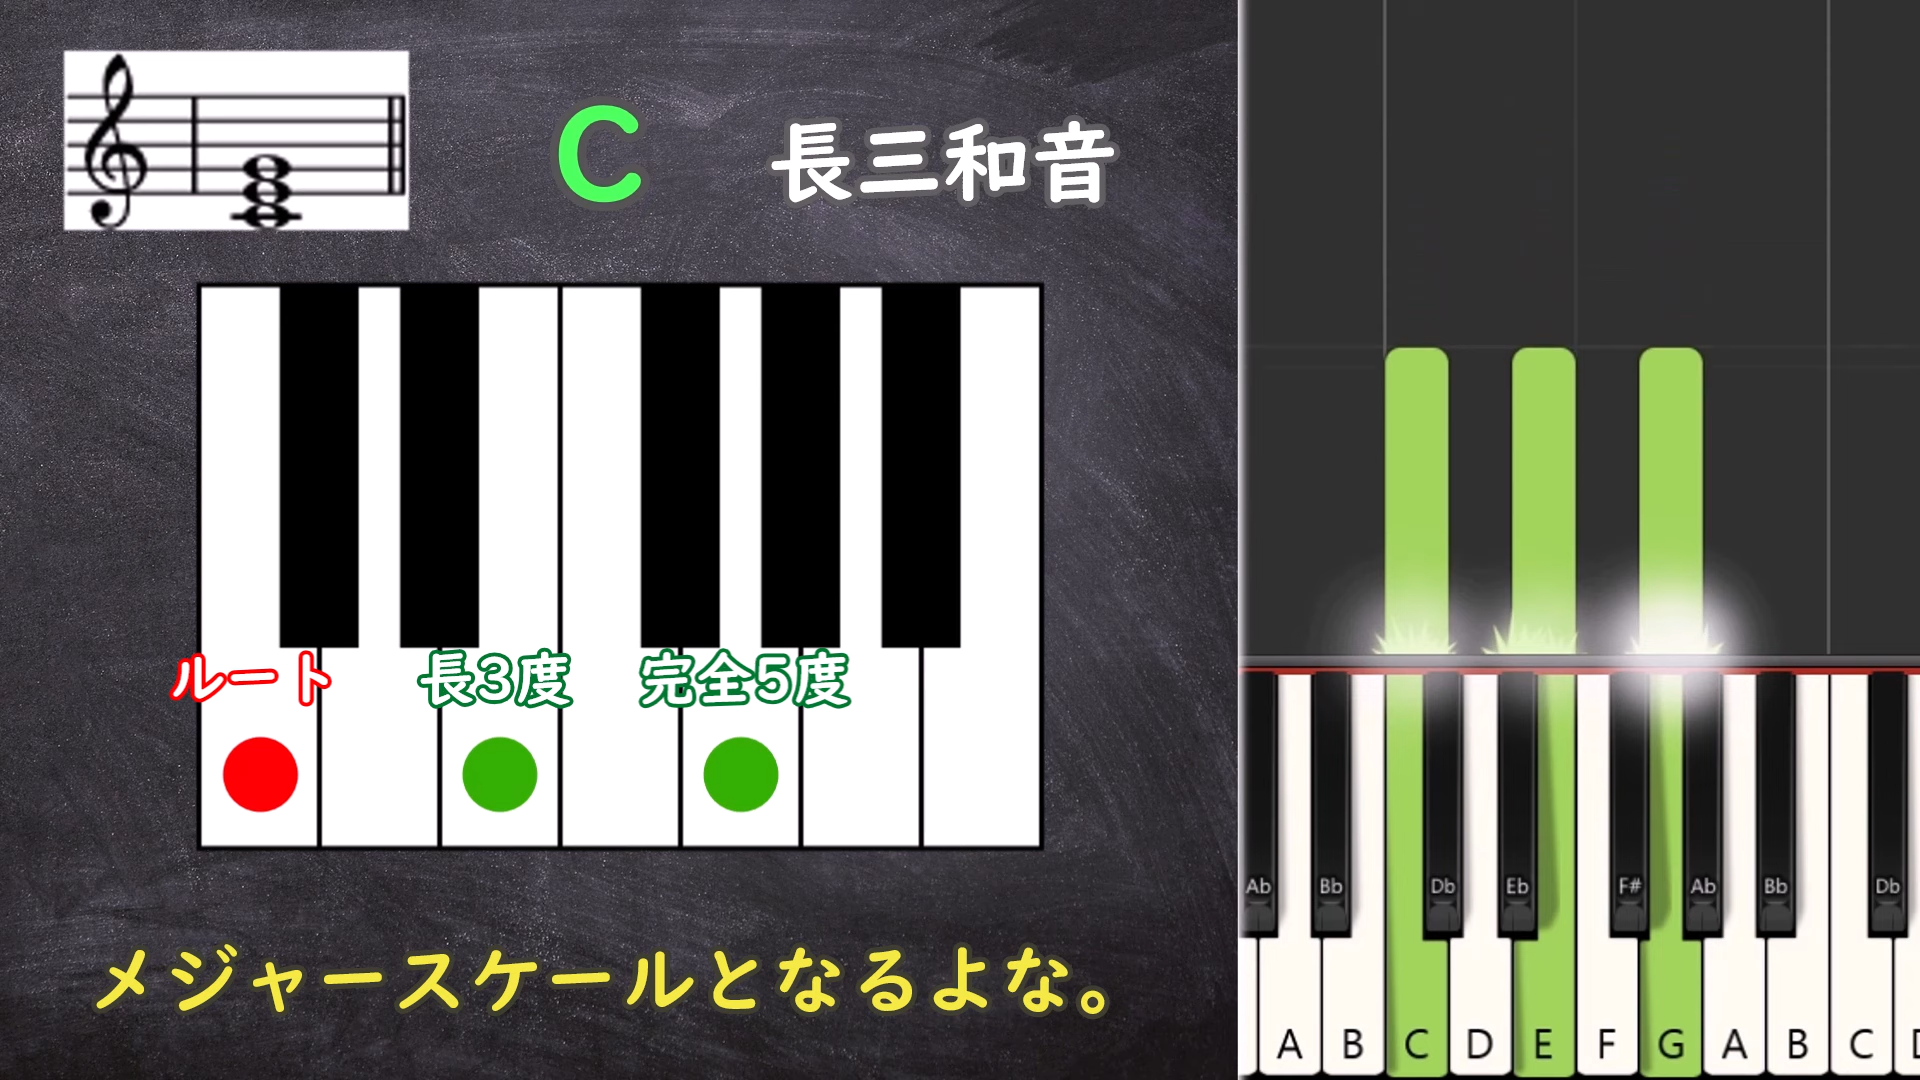 C 長三和音
ルート 長3度 完全5度
メジャースケールとなるよな。
Ab Bb Db Eb F# Ab Bb Db
A B C D E F G A B C D